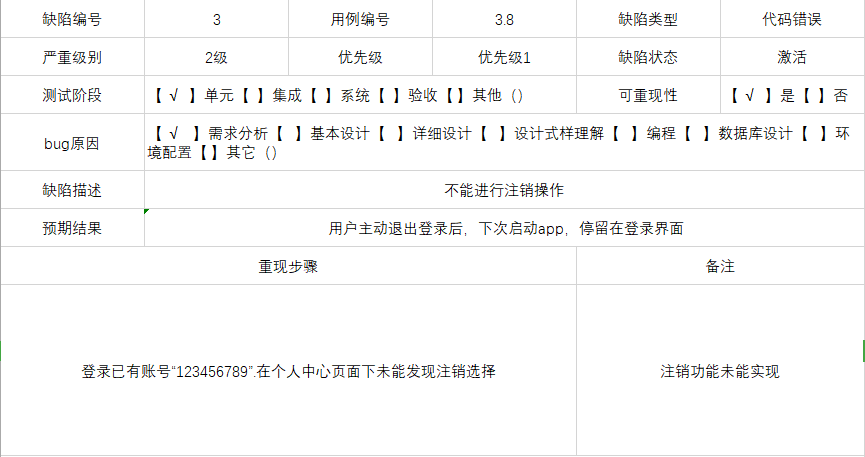 缺陷编号 3 用例编号 3.8 缺陷类型 代码错误
严重级别 2级 优先级 优先级1 缺陷状态 激活
测试阶段 【 √ 】单元【 】集成【 】系统【 】验收【 】其他（） 可重现性 【 √ 】是【 】否
bug原因 【 √ 】需求分析【 】基本设计【 】详细设计【 】设计式样理解【 】编程【 】数据库设计【 】环
境配置【 】其它（）
缺陷描述 不能进行注销操作
预期结果 用户主动退出登录后，下次启动app，停留在登录界面
重现步骤 备注
登录已有账号“123456789”.在个人中心页面下未能发现注销选择 注销功能未能实现